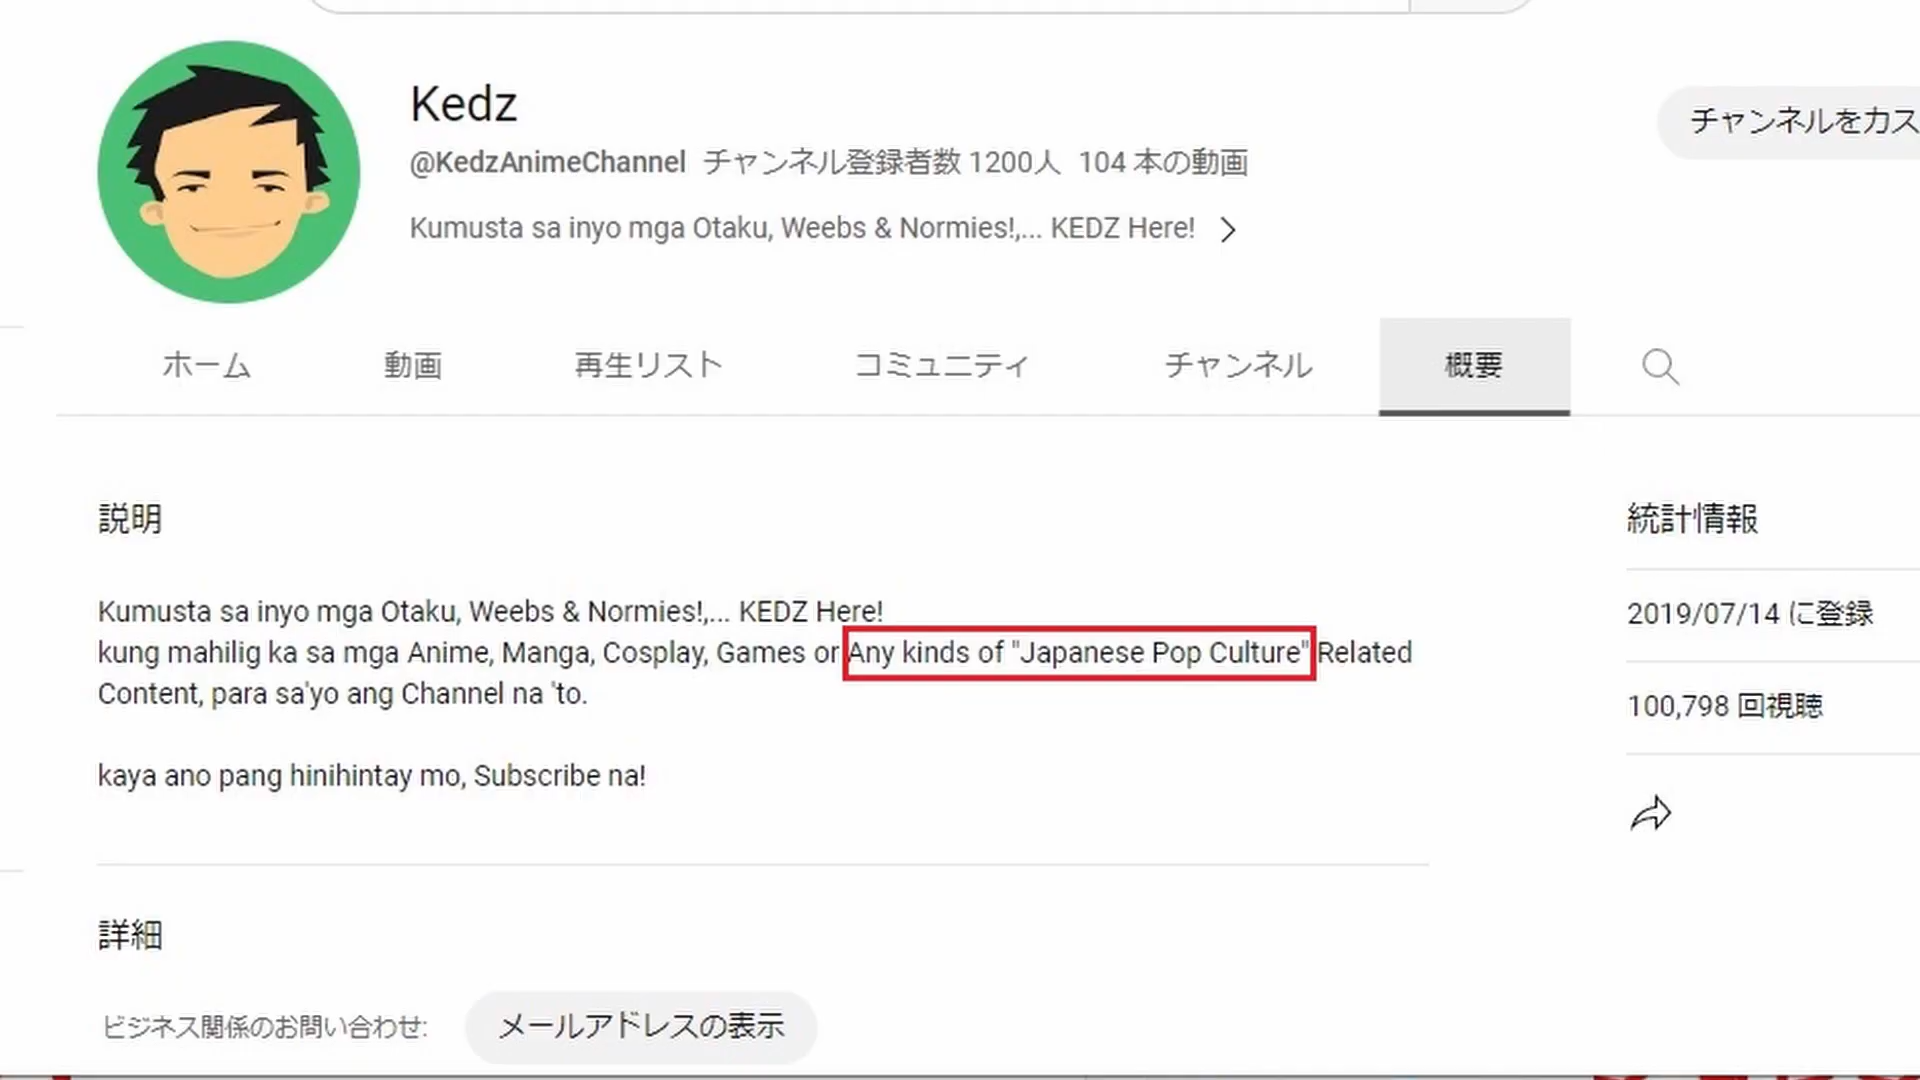 Kedz
チャンネルをカス
@KedzAnimeChannel チャンネル登録者数 1200人 104 本の動画
Kumusta sa inyo mga Otaku, Weebs & Normies!,... KEDZ Here!
ホーム 動画 再生リスト コミュニティ チャンネル 概要
説明
Kumusta sa inyo mga Otaku, Weebs & Normies!,... KEDZ Here!
kung mahilig ka sa mga Anime, Manga, Cosplay, Games or Any kinds of "Japanese Pop Culture" Related
Content, para sa'yo ang Channel na 'to.
kaya ano pang hinihintay mo, Subscribe na!
統計情報
2019/07/14 に登録
100,798 回視聴
詳細
ビジネス関係のお問い合わせ: メールアドレスの表示